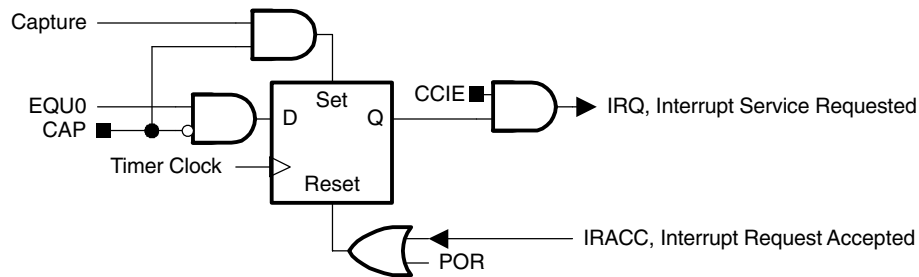 Capture
EQU0
CAP
Timer Clock
Set
D
Q
Reset
CCIE
IRQ, Interrupt Service Requested
IRACC, Interrupt Request Accepted
POR